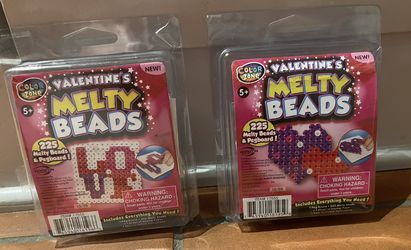 COLOR ZONE
VALENTINE'S
NEW!
5+
MELTY
BEADS
225
Melty Beads
& Pegboard!
WARNING:
CHOKING HAZARD
Includes Everything You Need!
COLOR ZONE
VALENTINE'S
NEW!
5+
MELTY
BEADS
225
Melty Beads
& Pegboard!
WARNING:
CHOKING HAZARD
Includes Everything You Need!